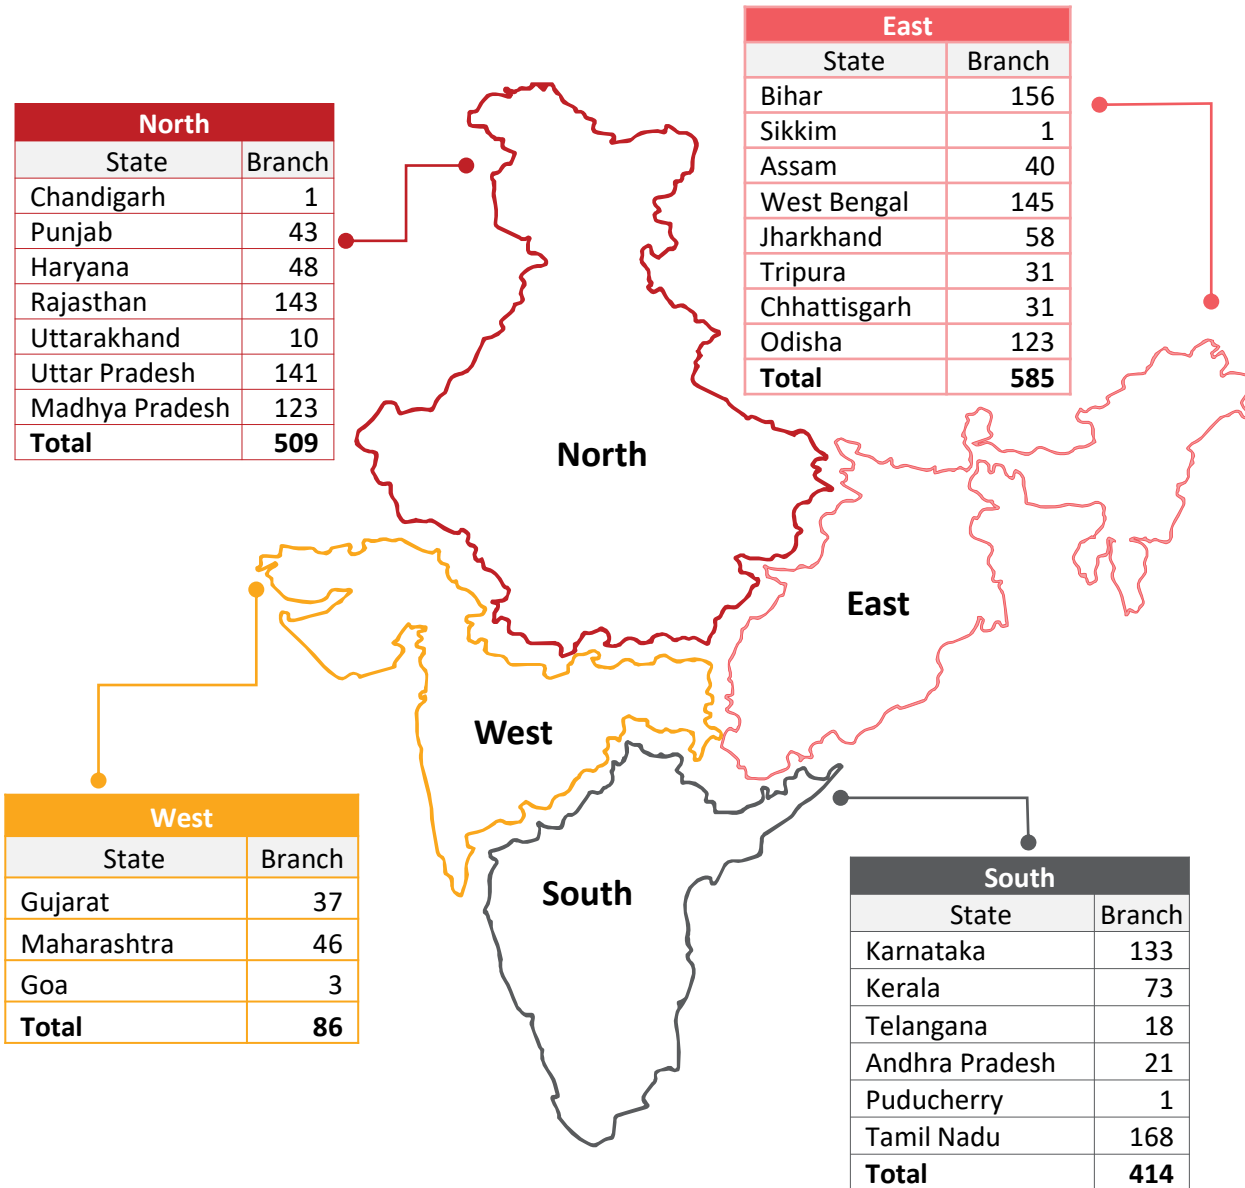 East
State Branch
Bihar 156
Sikkim 1
Assam 40
West Bengal 145
Jharkhand 58
Tripura 31
Chhattisgarh 31
Odisha 123
Total 585
North
State Branch
Chandigarh 1
Punjab 43
Haryana 48
Rajasthan 143
Uttarakhand 10
Uttar Pradesh 141
Madhya Pradesh 123
Total 509
North
East
West
South
West
State Branch
Gujarat 37
Maharashtra 46
Goa 3
Total 86
South
State Branch
Karnataka 133
Kerala 73
Telangana 18
Andhra Pradesh 21
Puducherry 1
Tamil Nadu 168
Total 414